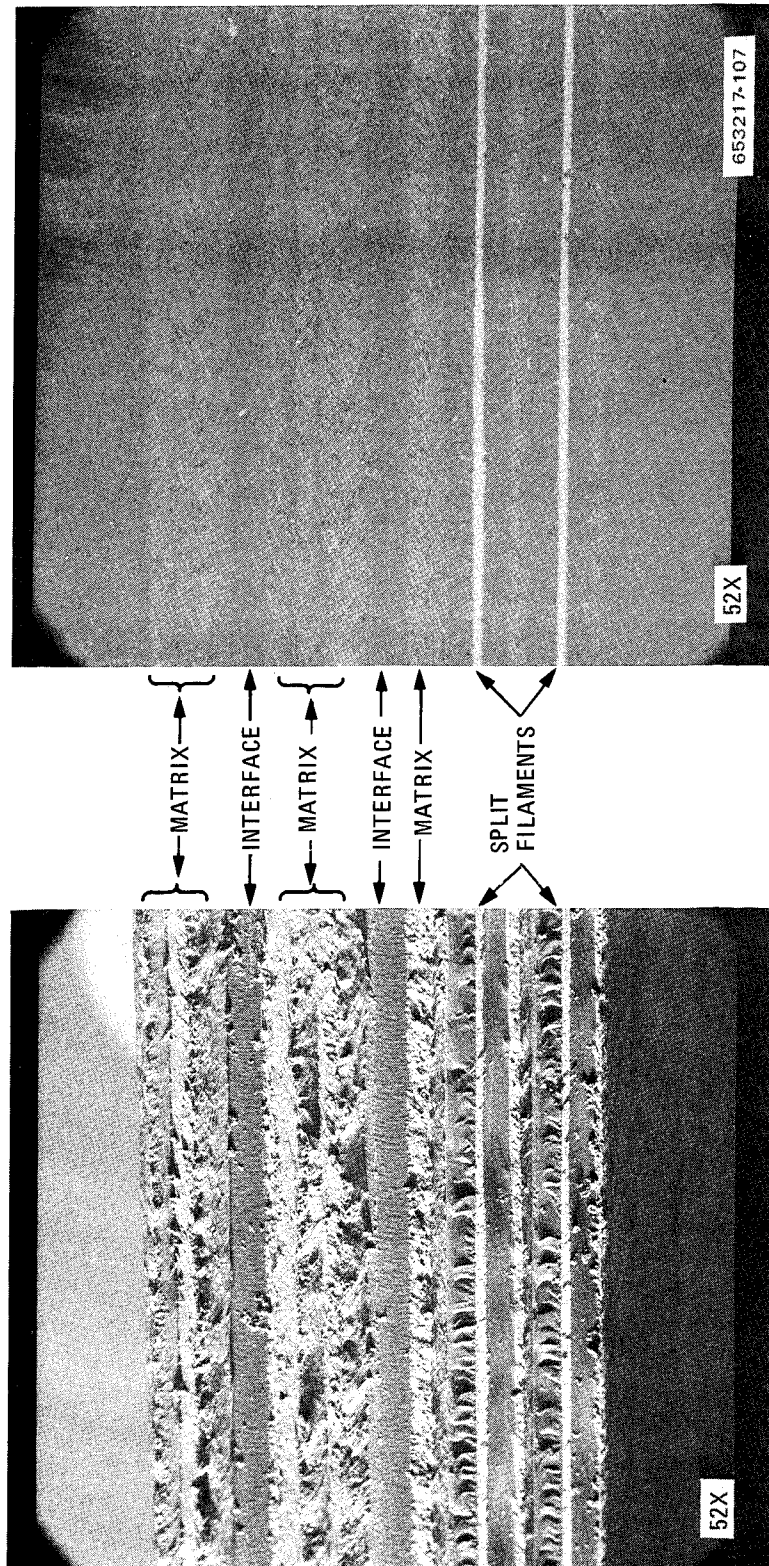 653217-107
52X
MATRIX
INTERFACE
MATRIX
INTERFACE
MATRIX
SPLIT
FILAMENTS
52X